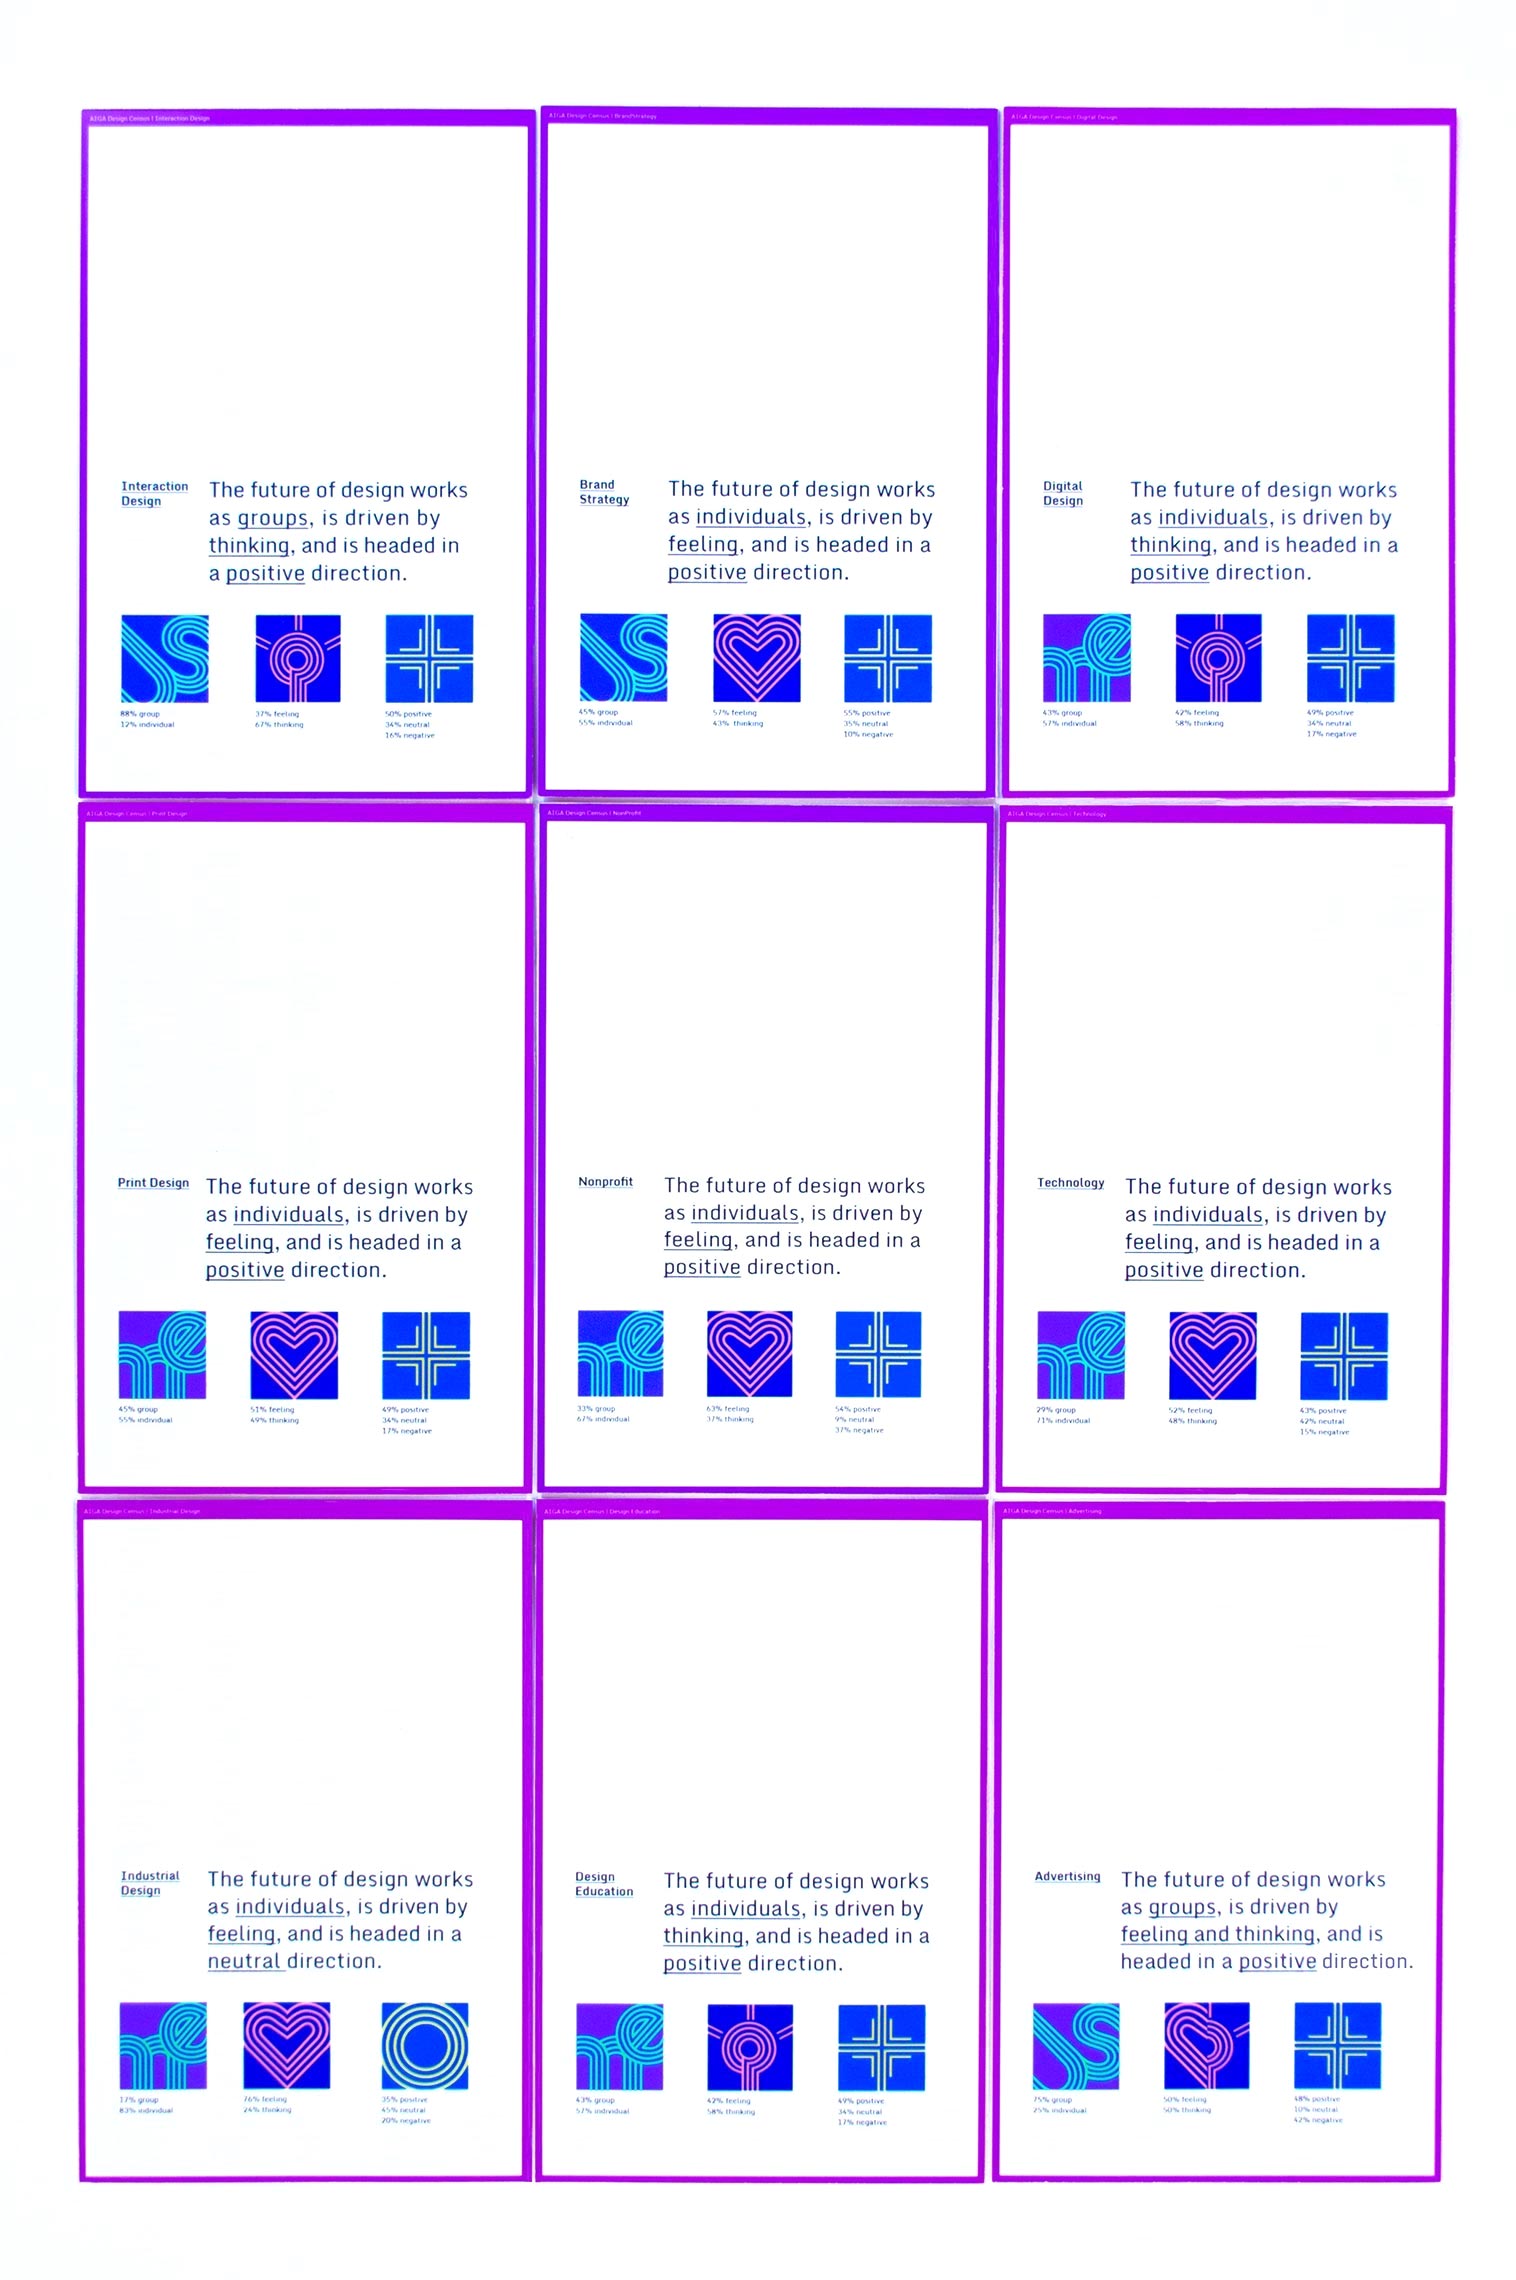 AIGA Design Census | Interaction Design
Interaction
Design
The future of design works
as groups, is driven by
thinking, and is headed in
a positive direction.
88% group
12% individual
37% feeling
67% thinking
50% positive
34% neutral
16% negative
AIGA Design Census | BrandStrategy
Brand
Strategy
The future of design works
as individuals, is driven by
feeling, and is headed in a
positive direction.
45% group
55% individual
57% feeling
43% thinking
55% positive
35% neutral
10% negative
AIGA Design Census | Digital Design
Digital
Design
The future of design works
as individuals, is driven by
thinking, and is headed in a
positive direction.
43% group
57% individual
42% feeling
58% thinking
49% positive
34% neutral
17% negative
AIGA Design Census | Print Design
Print Design
The future of design works
as individuals, is driven by
feeling, and is headed in a
positive direction.
45% group
55% individual
51% feeling
49% thinking
49% positive
34% neutral
17% negative
AIGA Design Census | NonProfit
Nonprofit
The future of design works
as individuals, is driven by
feeling, and is headed in a
positive direction.
33% group
67% individual
63% feeling
37% thinking
54% positive
9% neutral
37% negative
AIGA Design Census | Technology
Technology
The future of design works
as individuals, is driven by
feeling, and is headed in a
positive direction.
29% group
71% individual
52% feeling
48% thinking
43% positive
42% neutral
15% negative
AIGA Design Census | Industrial Design
Industrial
Design
The future of design works
as individuals, is driven by
feeling, and is headed in a
neutral direction.
17% group
83% individual
76% feeling
24% thinking
35% positive
45% neutral
20% negative
AIGA Design Census | Design Education
Design
Education
The future of design works
as individuals, is driven by
thinking, and is headed in a
positive direction.
43% group
57% individual
42% feeling
58% thinking
49% positive
34% neutral
17% negative
AIGA Design Census | Advertising
Advertising
The future of design works
as groups, is driven by
feeling and thinking, and is
headed in a positive direction.
75% group
25% individual
50% feeling
50% thinking
48% positive
10% neutral
42% negative